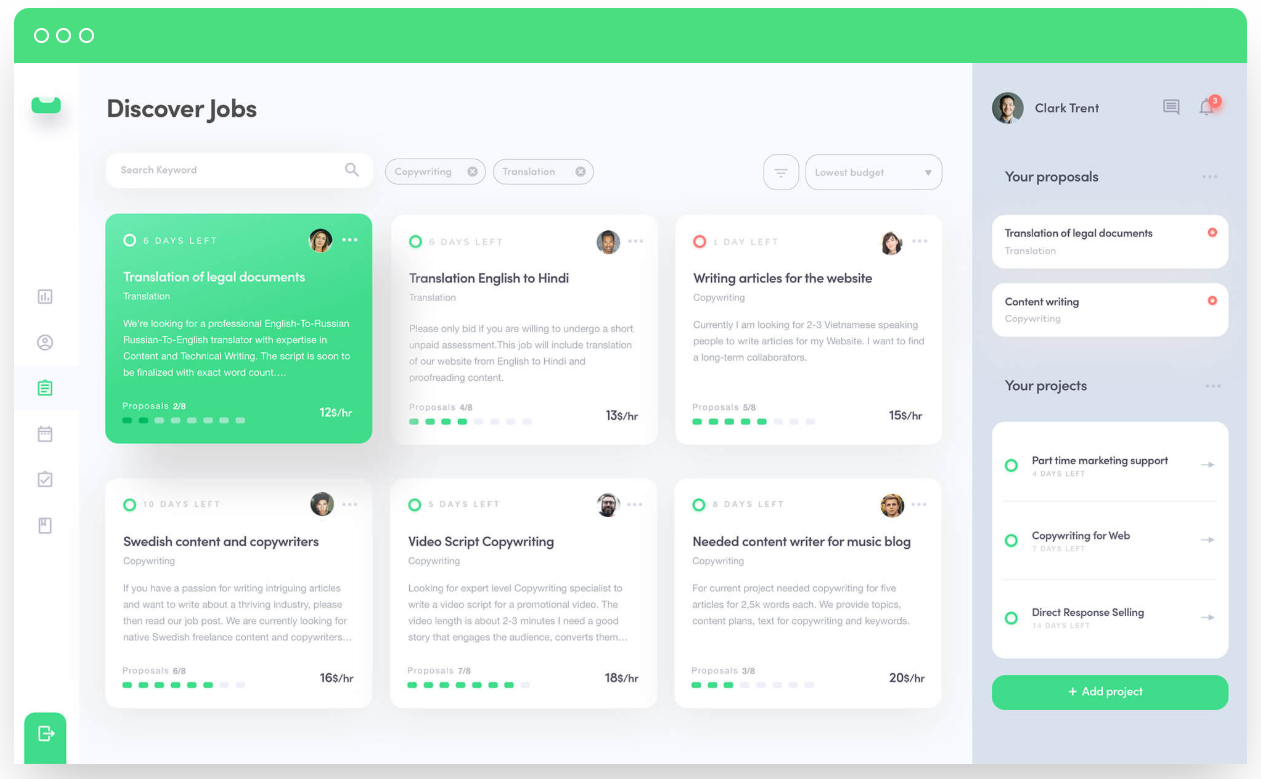 Discover Jobs
Search Keyword
Copywriting
Translation
Lowest budget
6 DAYS LEFT
Translation of legal documents
Translation
We're looking for a professional English-To-Russian
Russian-To-English translator with expertise in
Content and Technical Writing. The script is soon to
be finalized with exact word count....
Proposals 2/8
12$/hr
6 DAYS LEFT
Translation English to Hindi
Translation
Please only bid if you are willing to undergo a short
unpaid assessment.This job will include translation
of our website from English to Hindi and
proofreading content.
Proposals 4/8
13$/hr
1 DAY LEFT
Writing articles for the website
Copywriting
Currently I am looking for 2-3 Vietnamese speaking
people to write articles for my Website. I want to find
a long-term collaborators.
Proposals 5/8
15$/hr
10 DAYS LEFT
Swedish content and copywriters
Copywriting
If you have a passion for writing intriguing articles
and want to write about a thriving industry, please
then read our job post. We are currently looking for
native Swedish freelance content and copywriters...
Proposals 6/8
16$/hr
5 DAYS LEFT
Video Script Copywriting
Copywriting
Looking for expert level Copywriting specialist to
write a video script for a promotional video. The
video length is about 2-3 minutes I need a good
story that engages the audience, converts them...
Proposals 7/8
18$/hr
8 DAYS LEFT
Needed content writer for music blog
Copywriting
For current project needed copywriting for five
articles for 2,5k words each. We provide topics,
content plans, text for copywriting and keywords.
Proposals 3/8
20$/hr
Clark Trent
3
Your proposals
Translation of legal documents
Translation
Content writing
Copywriting
Your projects
Part time marketing support
4 DAYS LEFT
Copywriting for Web
7 DAYS LEFT
Direct Response Selling
14 DAYS LEFT
+ Add project